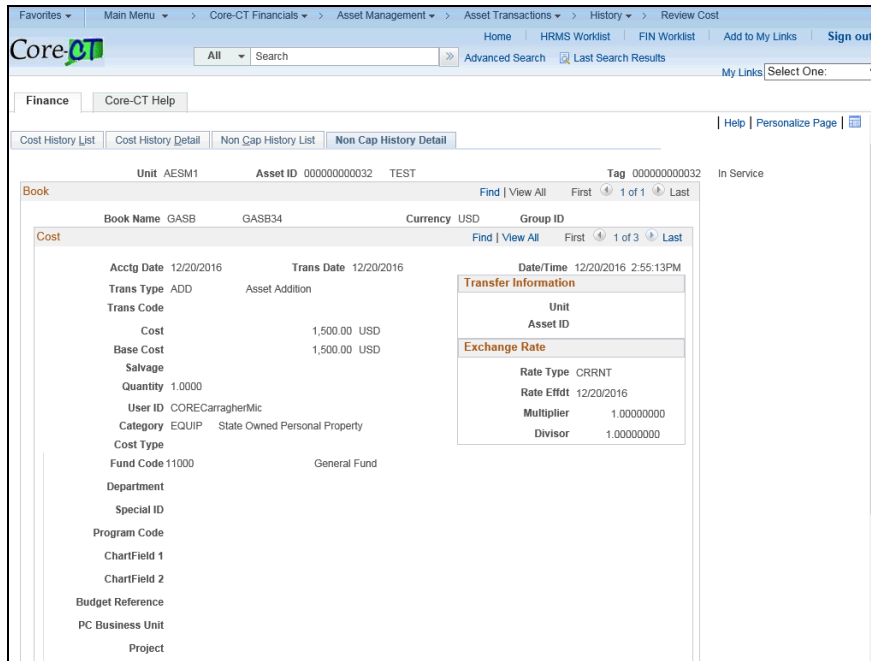 Favorites Main Menu > Core-CT Financials > Asset Management > Asset Transactions > History > Review Cost
Core-CT
Home HRMS Worklist FIN Worklist Add to My Links Sign out
All Search >> Advanced Search Last Search Results
My Links Select One:
Finance Core-CT Help
Help | Personalize Page |
Cost History List Cost History Detail Non Cap History List Non Cap History Detail
Unit AESM1 Asset ID 000000000032 TEST Tag 000000000032 In Service
Book Find | View All First 1 of 1 Last
Book Name GASB GASB34 Currency USD Group ID
Cost Find | View All First 1 of 3 Last
Acctg Date 12/20/2016 Trans Date 12/20/2016 Date/Time 12/20/2016 2:55:13PM
Trans Type ADD Asset Addition Transfer Information
Trans Code Unit
Asset ID
Cost 1,500.00 USD
Base Cost 1,500.00 USD Exchange Rate
Salvage
Rate Type CRRNT
Quantity 1.0000
Rate Effdt 12/20/2016
User ID CORECarragherMic
Multiplier 1.00000000
Category EQUIP State Owned Personal Property
Divisor 1.00000000
Cost Type
Fund Code 11000 General Fund
Department
Special ID
Program Code
ChartField 1
ChartField 2
Budget Reference
PC Business Unit
Project